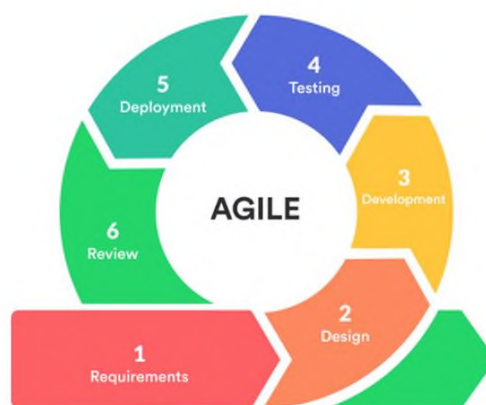 5
Deployment
4
Testing
3
Development
AGILE
6
Review
2
Design
1
Requirements